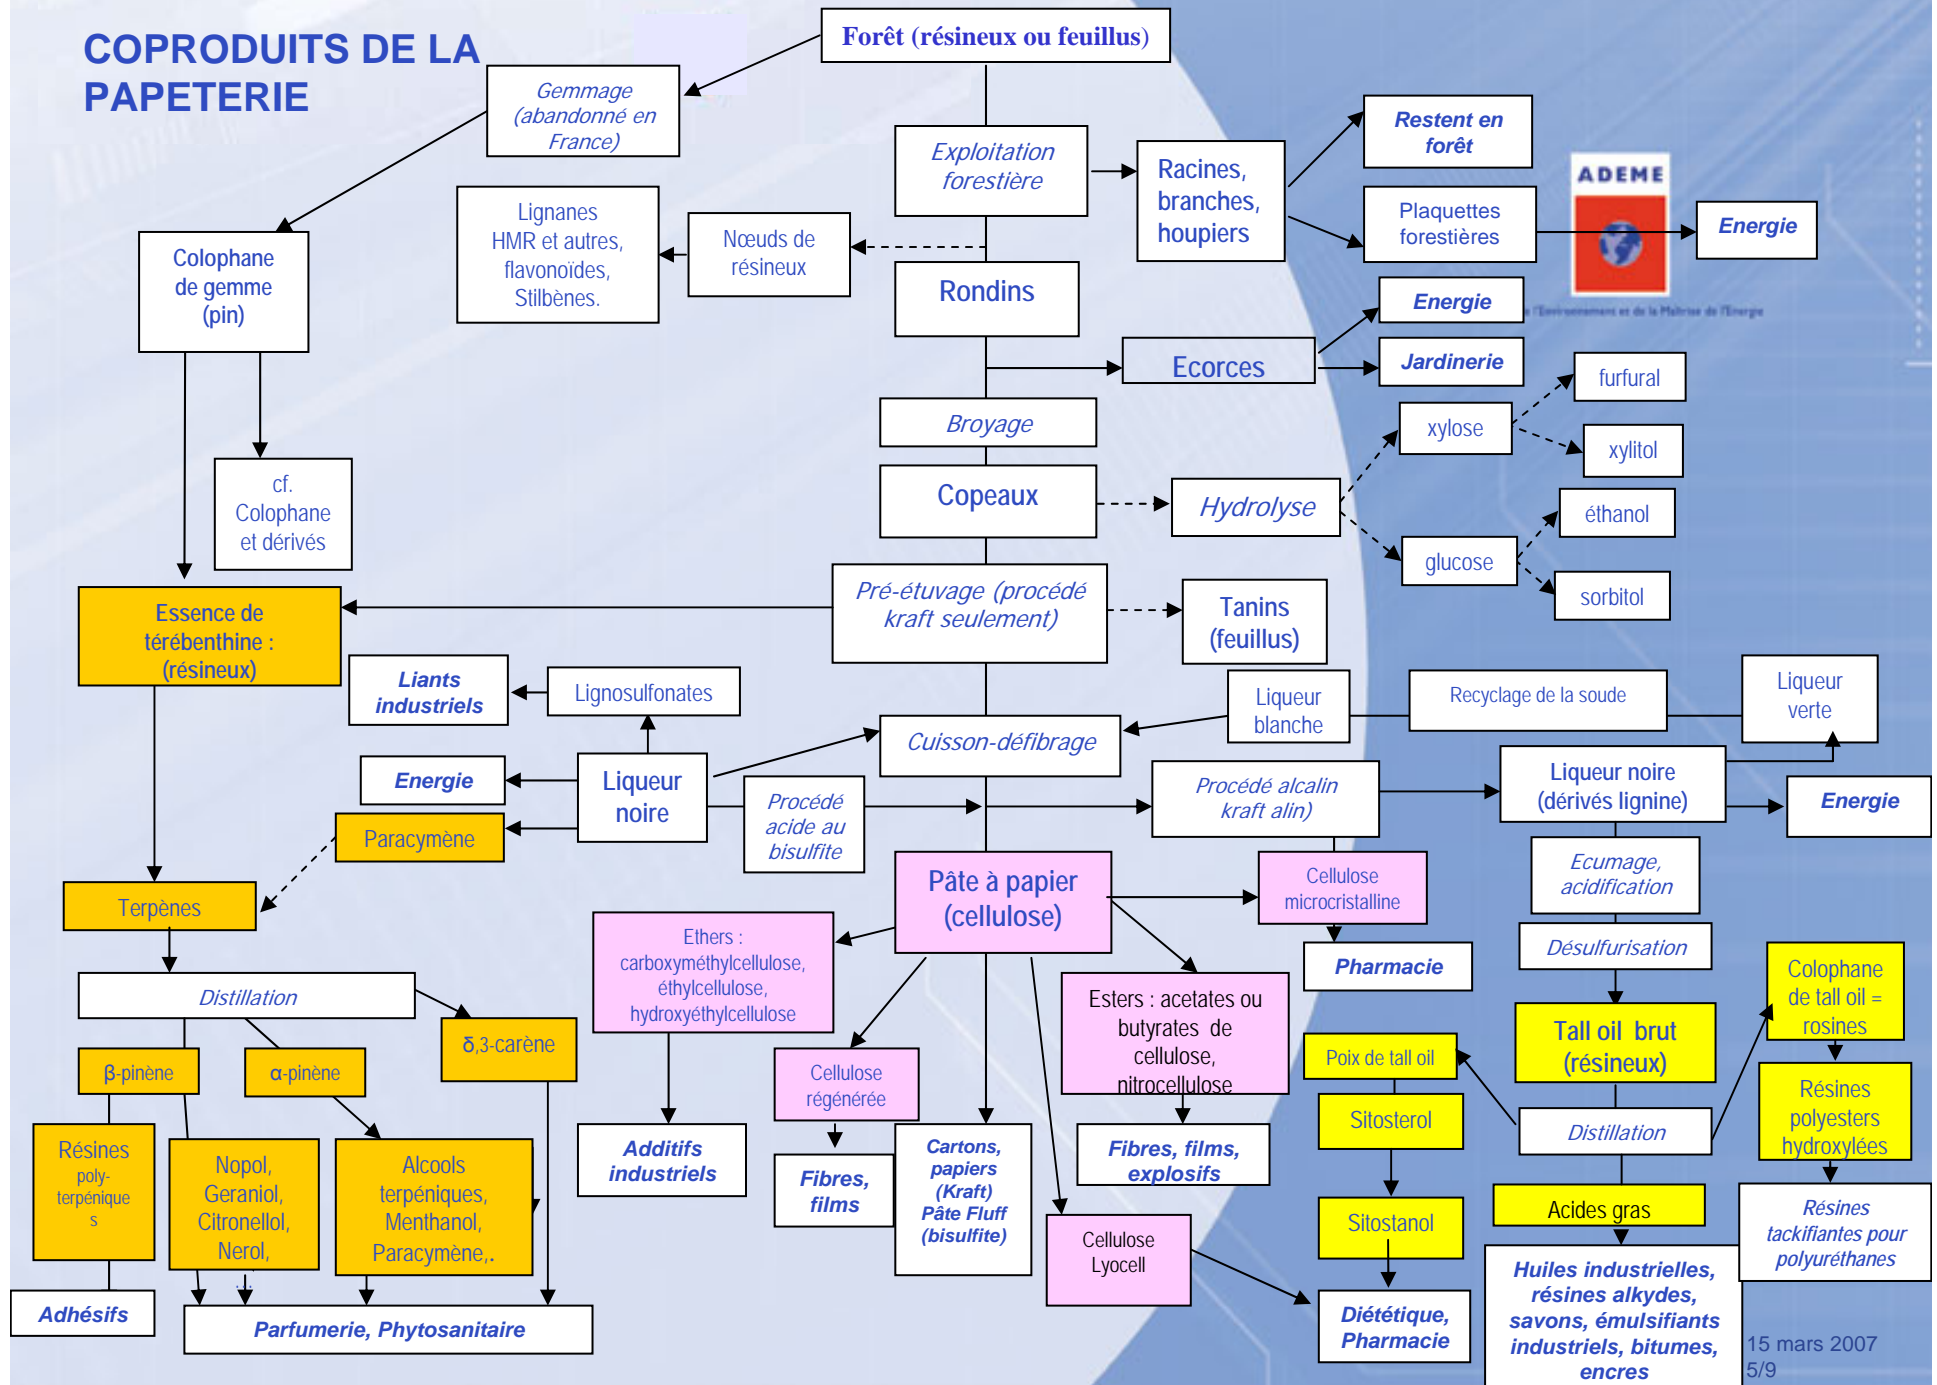 COPRODUITS DE LA
PAPETERIE
Forêt (résineux ou feuillus)
Gemmage
(abandonné en
France)
Exploitation
forestière
Racines,
branches,
houpiers
Restent en
forêt
Plaquettes
forestières
Energie
ADEME
e l'Environnement et de la Maîtrise de l'Energie
Lignanes
HMR et autres,
flavonoïdes,
Stilbènes.
Nœuds de
résineux
Colophane
de gemme
(pin)
Rondins
Energie
Ecorces
Jardinerie
furfural
Broyage
xylose
xylitol
cf.
Colophane
et dérivés
Copeaux
Hydrolyse
éthanol
glucose
sorbitol
Essence de
térébenthine :
(résineux)
Pré-étuvage (procédé
kraft seulement)
Tanins
(feuillus)
Liants
industriels
Lignosulfonates
Liqueur
blanche
Recyclage de la soude
Liqueur
verte
Cuisson-défibrage
Energie
Liqueur
noire
Procédé
acide au
bisulfite
Procédé alcalin
kraft alin)
Liqueur noire
(dérivés lignine)
Energie
Paracymène
Ecumage,
acidification
Terpènes
Pâte à papier
(cellulose)
Cellulose
microcristalline
Ethers :
carboxyméthylcellulose,
éthylcellulose,
hydroxyéthylcellulose
Pharmacie
Désulfurisation
Colophane
de tall oil =
rosines
Distillation
Esters : acetates ou
butyrates de
cellulose,
nitrocellulose
Tall oil brut
(résineux)
δ,3-carène
Poix de tall oil
β-pinène
α-pinène
Cellulose
régénérée
Résines
polyesters
hydroxylées
Sitosterol
Distillation
Résines
poly-
terpénique
s
Nopol,
Geraniol,
Citronellol,
Nerol,
...
Alcools
terpéniques,
Menthanol,
Paracymène,.
Additifs
industriels
Fibres,
films
Cartons,
papiers
(Kraft)
Pâte Fluff
(bisulfite)
Fibres, films,
explosifs
Sitostanol
Acides gras
Résines
tackifiantes pour
polyuréthanes
Cellulose
Lyocell
Adhésifs
Parfumerie, Phytosanitaire
Diététique,
Pharmacie
Huiles industrielles,
résines alkydes,
savons, émulsifiants
industriels, bitumes,
encres
15 mars 2007
5/9